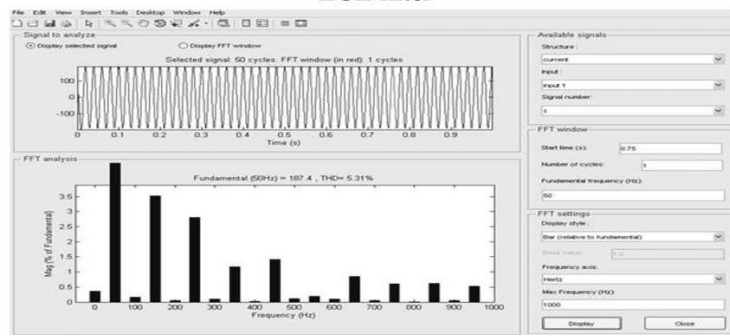 File Edit View Insert Tools Desktop Window Help
Signal to analyze
Display selected signal Display FFT window
Selected signal: 50 cycles. FFT window (in red): 1 cycles
100
0
-100
0 0.1 0.2 0.3 0.4 0.5 0.6 0.7 0.8 0.9
Time (s)
FFT analysis
Fundamental (50Hz) = 187.4 , THD= 5.31%
3.5
3
2.5
2
1.5
1
0.5
0
Mag (% of Fundamental)
0 100 200 300 400 500 600 700 800 900 1000
Frequency (Hz)
Available signals
Structure :
current
Input :
input 1
Signal number:
1
FFT window
Start time (s): 0.75
Number of cycles: 1
Fundamental frequency (Hz):
50
FFT settings
Display style :
Bar (relative to fundamental)
Base value: 1.0
Frequency axis:
Hertz
Max Frequency (Hz):
1000
Display Close